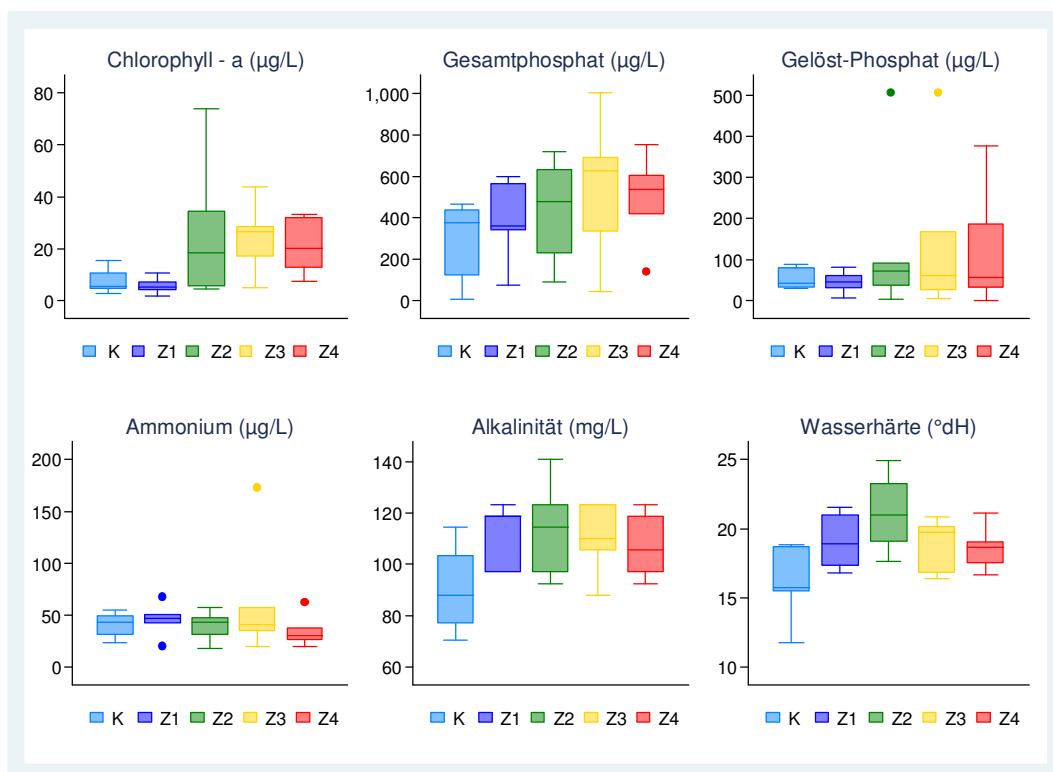 Chlorophyll - a (µg/L)
80
60
40
20
0
K Z1 Z2 Z3 Z4
Gesamtphosphat (µg/L)
1,000
800
600
400
200
0
K Z1 Z2 Z3 Z4
Gelöst-Phosphat (µg/L)
500
400
300
200
100
0
K Z1 Z2 Z3 Z4
Ammonium (µg/L)
200
150
100
50
0
K Z1 Z2 Z3 Z4
Alkalinität (mg/L)
140
120
100
80
60
K Z1 Z2 Z3 Z4
Wasserhärte (°dH)
25
20
15
10
K Z1 Z2 Z3 Z4